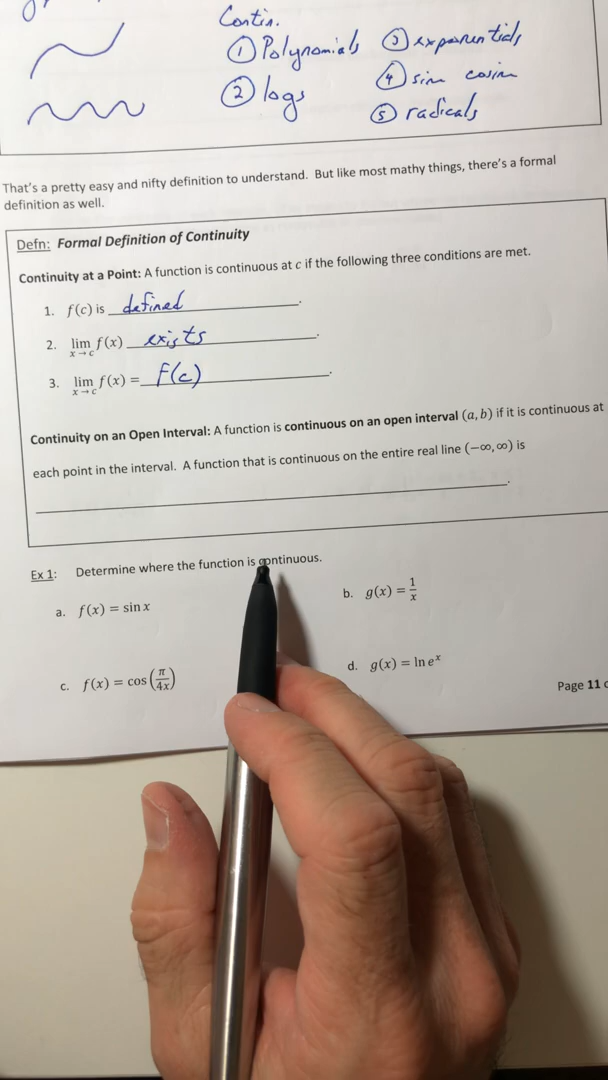 Contin.
① Polynomials ③ exponentials
② logs ④ sin cosin
⑤ radicals
That's a pretty easy and nifty definition to understand. But like most mathy things, there's a formal
definition as well.
Defn: Formal Definition of Continuity
Continuity at a Point: A function is continuous at c if the following three conditions are met.
1. f(c) is defined.
2. lim x→c f(x) exists.
3. lim x→c f(x) = f(c).
Continuity on an Open Interval: A function is continuous on an open interval (a, b) if it is continuous at
each point in the interval. A function that is continuous on the entire real line (−∞, ∞) is
.
Ex 1: Determine where the function is continuous.
a. f(x) = sin x
b. g(x) = 1/x
c. f(x) = cos(π/4x)
d. g(x) = ln eˣ
Page 11